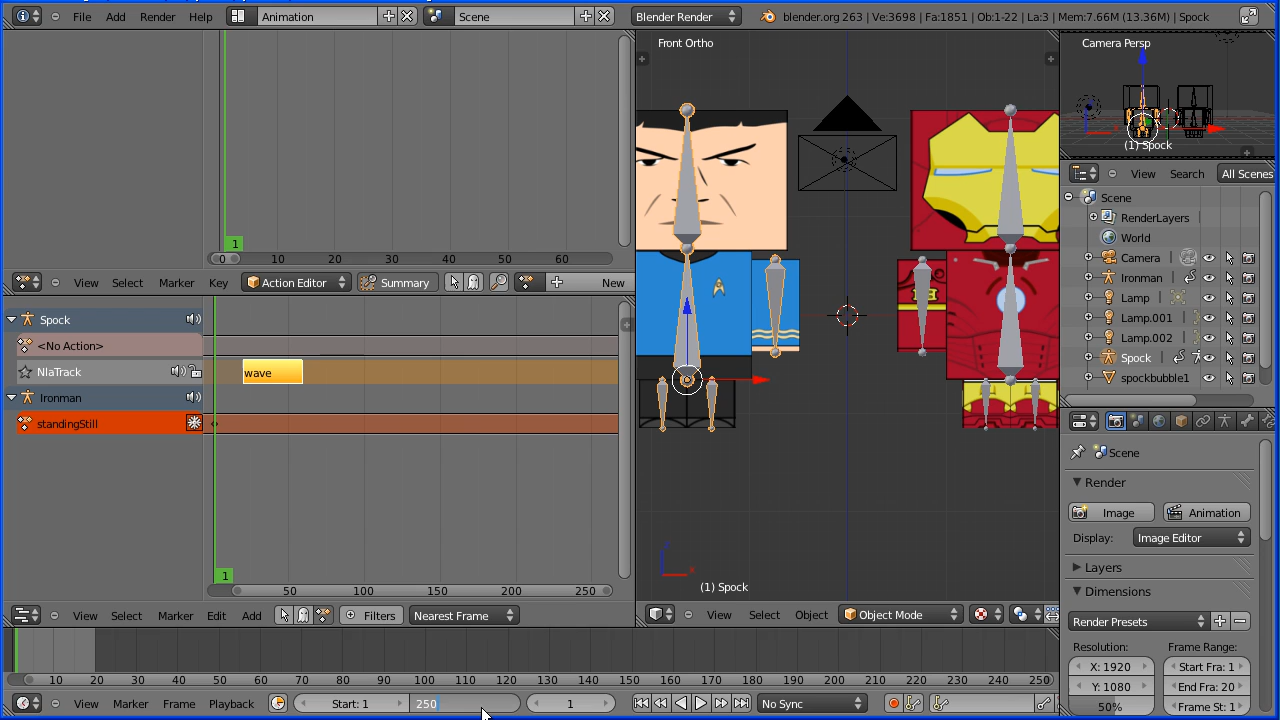 File Add Render Help Animation Scene Blender Render blender.org 263 | Ve:3698 | Fa:1851 | Ob:1-22 | La:3 | Mem:7.66M (13.36M) | Spock
Front Ortho
Camera Persp
(1) Spock
View Search All Scenes
Scene
RenderLayers
World
Camera
Ironman
Lamp
Lamp.001
Lamp.002
Spock
spockbubble1
1
0 10 20 30 40 50 60
View Select Marker Key Action Editor Summary New
Spock
<No Action>
NlaTrack
wave
Ironman
standingStill
1
50 100 150 200 250
View Select Marker Edit Add Filters Nearest Frame
(1) Spock
View Select Object Object Mode
Scene
Render
Image Animation
Display: Image Editor
Layers
Dimensions
Render Presets
Resolution: Frame Range:
X: 1920 Start Fra: 1
Y: 1080 End Fra: 20
50% Frame St: 1
10 20 30 40 50 60 70 80 90 100 110 120 130 140 150 160 170 180 190 200 210 220 230 240 250
View Marker Frame Playback Start: 1 250 1 No Sync